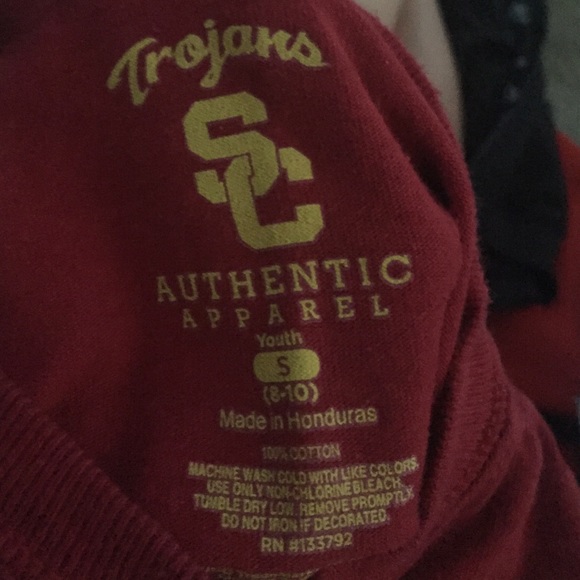 Trojans
SC
AUTHENTIC
APPAREL
Youth
S
(8-10)
Made in Honduras
100% COTTON
MACHINE WASH COLD WITH LIKE COLORS.
USE ONLY NON-CHLORINE BLEACH.
TUMBLE DRY LOW. REMOVE PROMPTLY.
DO NOT IRON IF DECORATED.
RN #133792